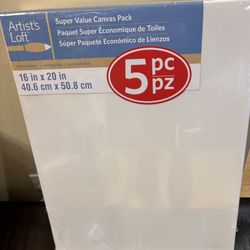 Artist's
Loft
Super Value Canvas Pack
Paquet Super Économique de Toiles
Súper Paquete Económico de Lienzos
16 in x 20 in
40.6 cm x 50.8 cm
5 pc
pz